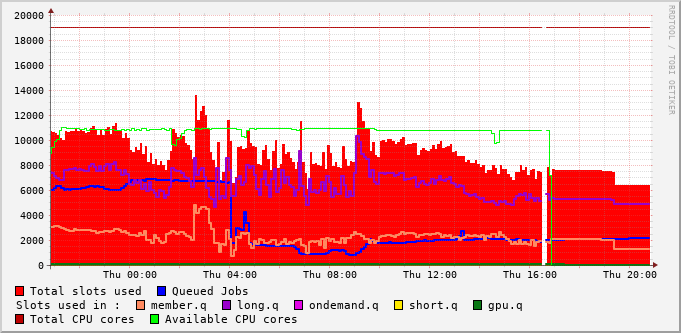 RRDTOOL / TOBI OETIKER
20000
18000
16000
14000
12000
10000
8000
6000
4000
2000
0
Thu 00:00 Thu 04:00 Thu 08:00 Thu 12:00 Thu 16:00 Thu 20:00
Total slots used Queued Jobs
Slots used in : member.q long.q ondemand.q short.q gpu.q
Total CPU cores Available CPU cores